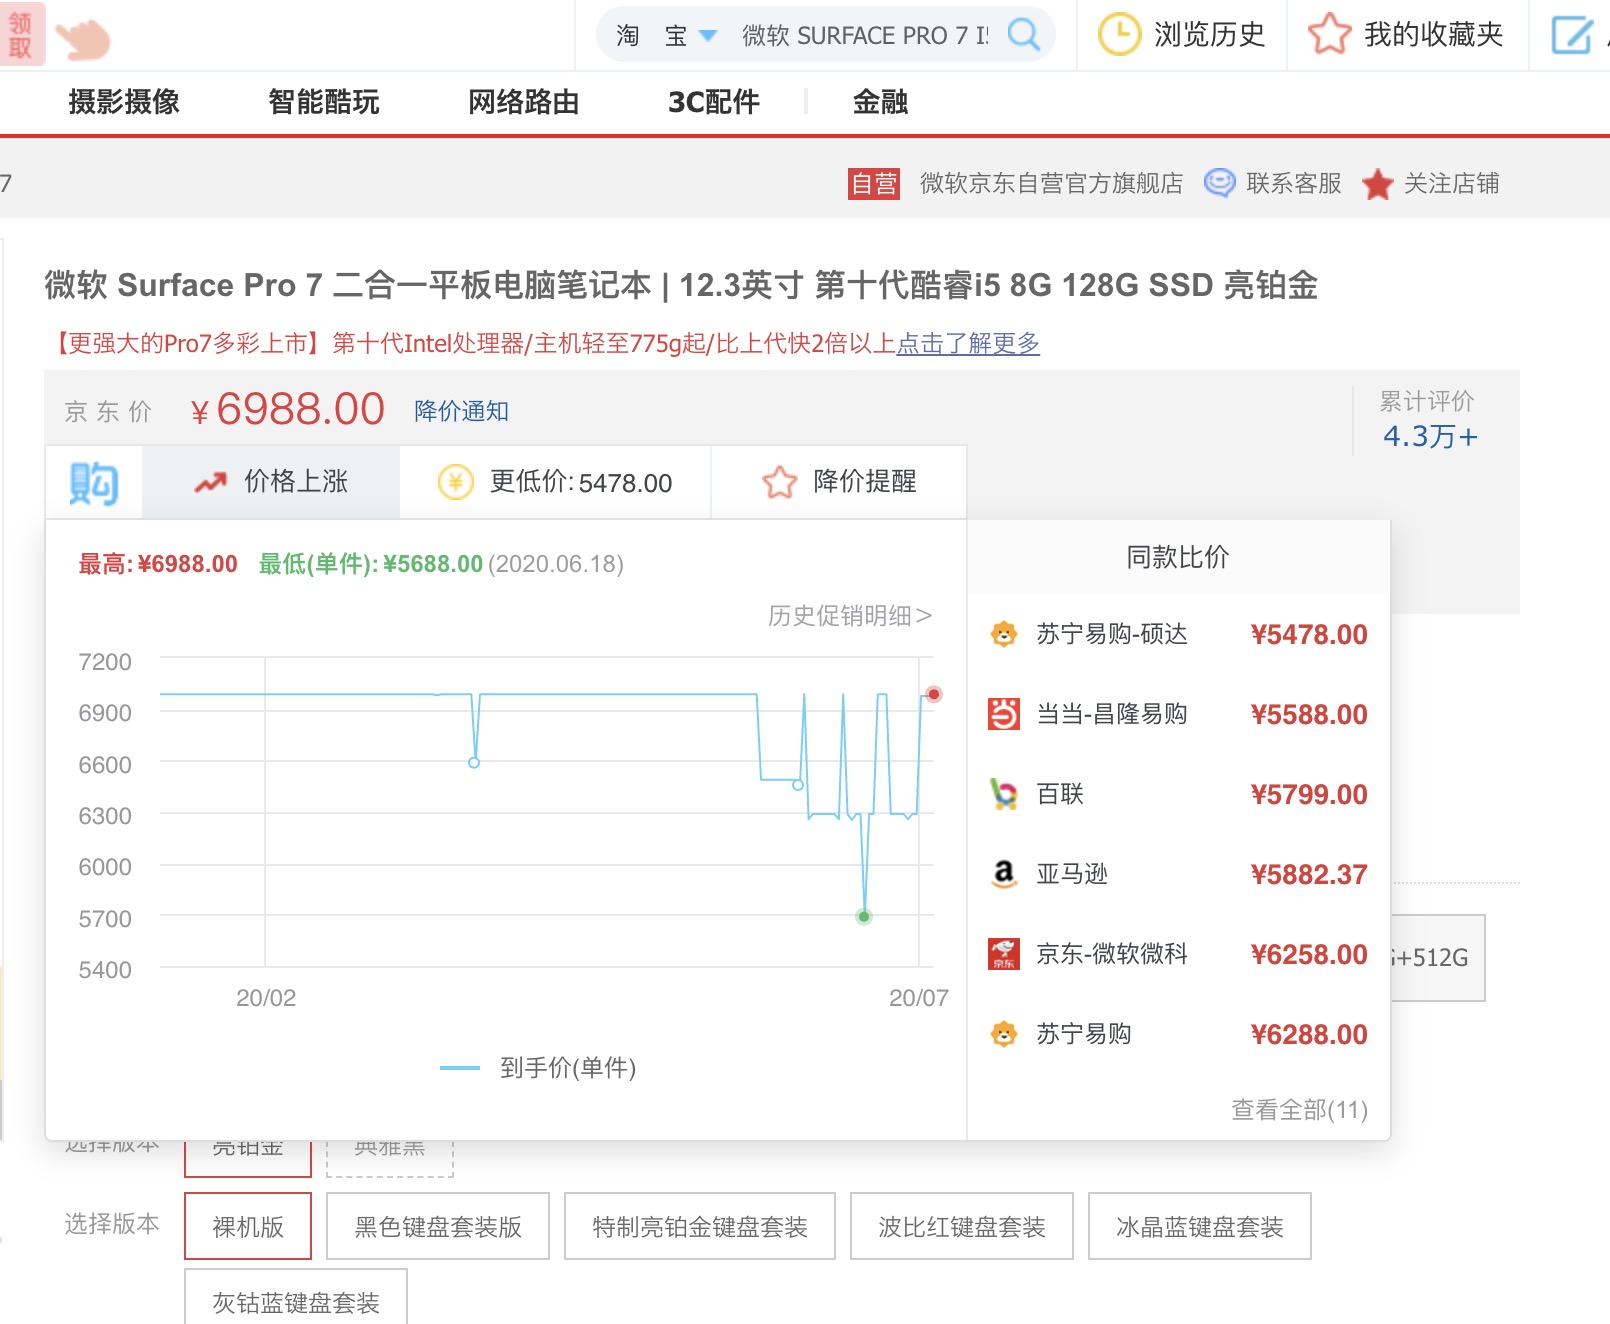 领取
淘 宝 微软 SURFACE PRO 7 I5 浏览历史 我的收藏夹
摄影摄像 智能酷玩 网络路由 3C配件 金融
7 自营 微软京东自营官方旗舰店 联系客服 关注店铺
微软 Surface Pro 7 二合一平板电脑笔记本 | 12.3英寸 第十代酷睿i5 8G 128G SSD 亮铂金
【更强大的Pro7多彩上市】第十代Intel处理器/主机轻至775g起/比上代快2倍以上点击了解更多
京 东 价 ¥6988.00 降价通知 累计评价
4.3万+
购 价格上涨 ¥ 更低价:5478.00 降价提醒
最高:¥6988.00 最低(单件):¥5688.00(2020.06.18) 同款比价
历史促销明细>
苏宁易购-硕达 ¥5478.00
当当-昌隆易购 ¥5588.00
百联 ¥5799.00
a 亚马逊 ¥5882.37
京东 京东-微软微科 ¥6258.00
苏宁易购 ¥6288.00
查看全部(11)
7200
6900
6600
6300
6000
5700
5400
20/02 20/07
到手价(单件)
+512G
选择版本 亮铂金 典雅黑
选择版本 裸机版 黑色键盘套装版 特制亮铂金键盘套装 波比红键盘套装 冰晶蓝键盘套装
灰钴蓝键盘套装